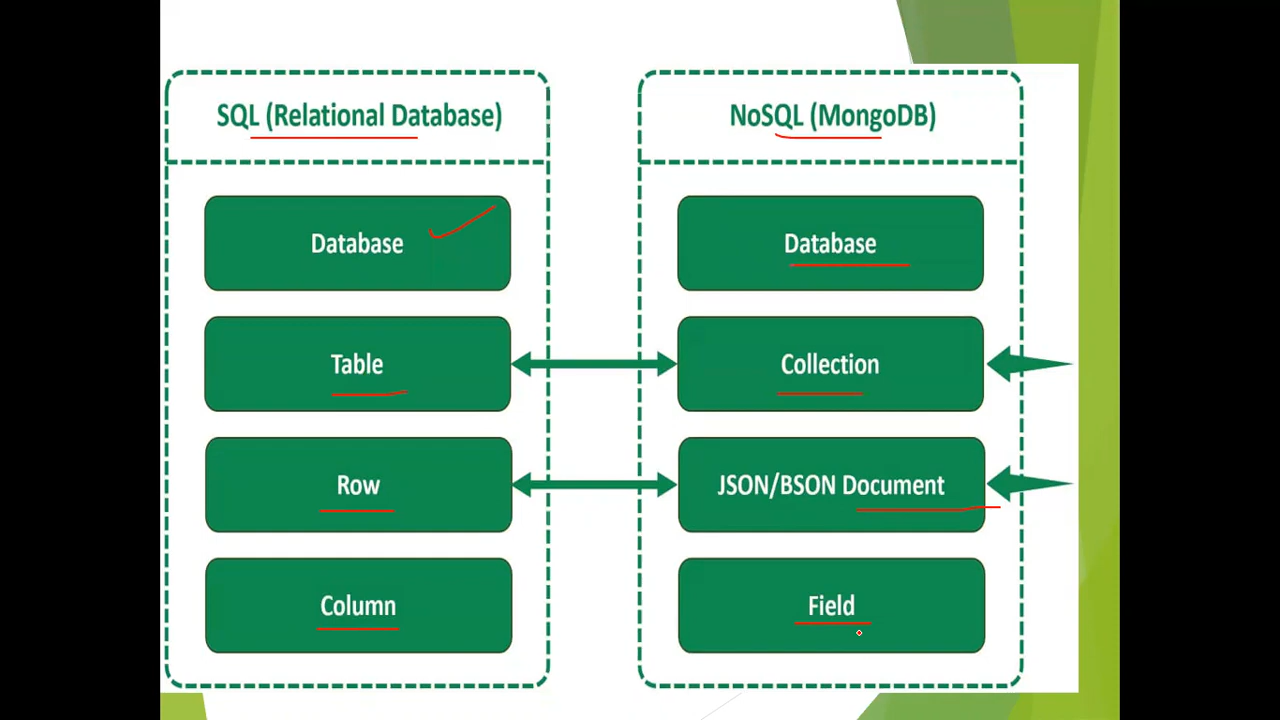 SQL (Relational Database)
Database
Table
Row
Column
NoSQL (MongoDB)
Database
Collection
JSON/BSON Document
Field